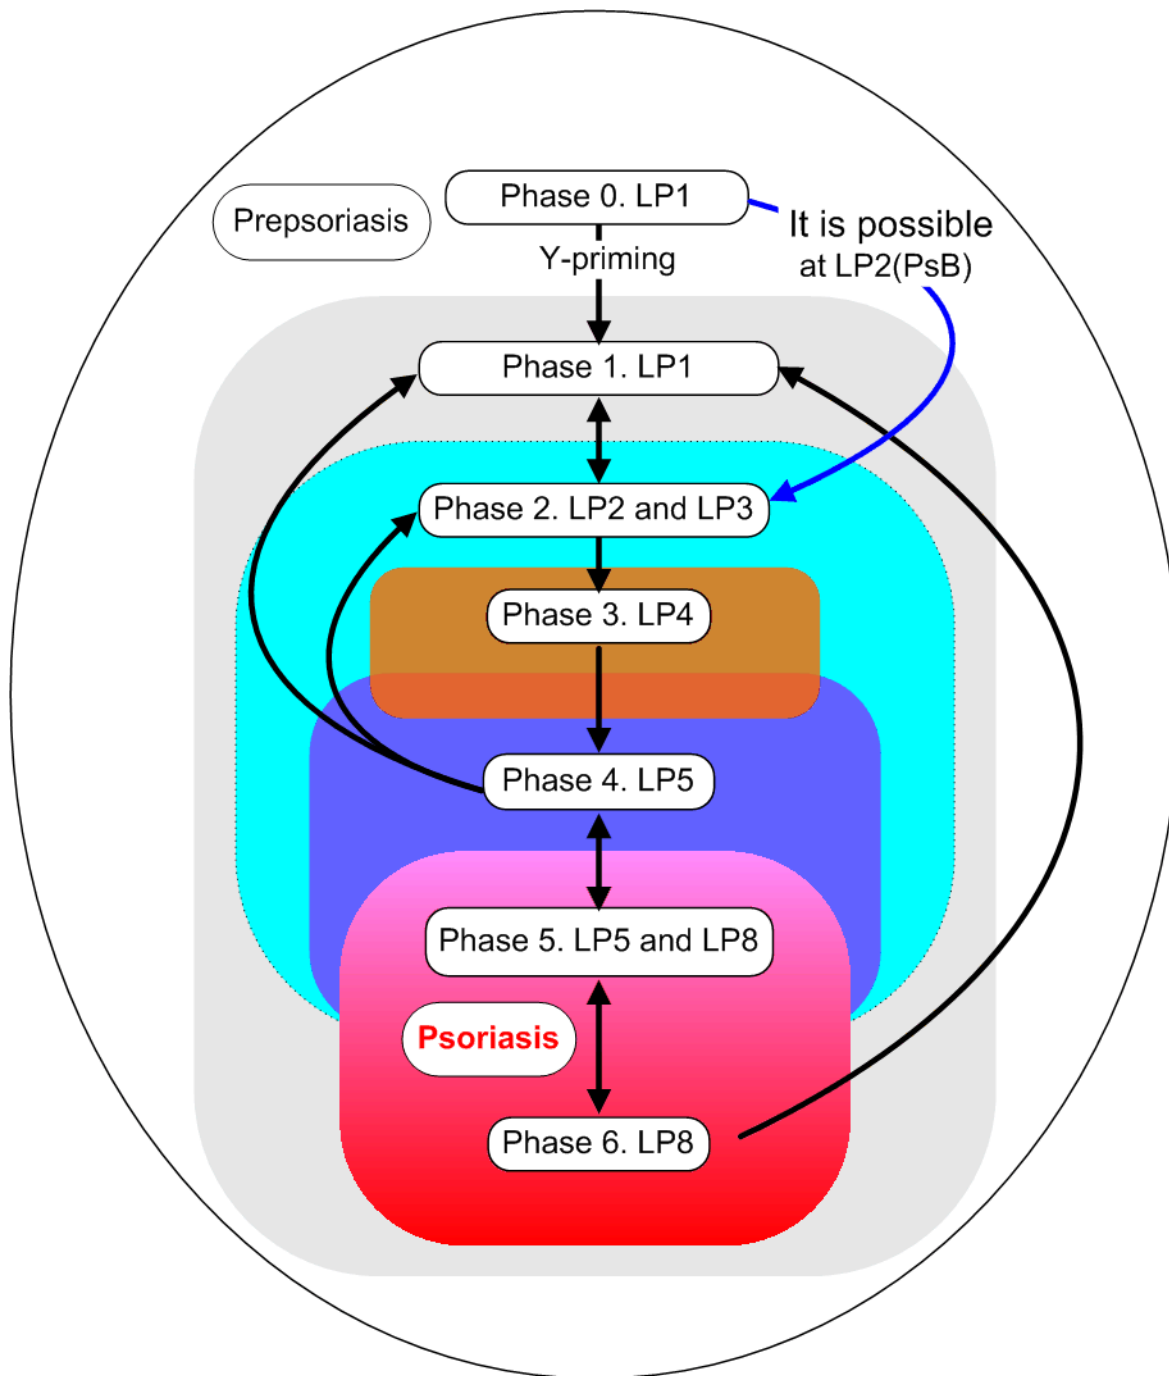 Phase 0. LP1
Prepsoriasis
It is possible
at LP2(PsB)
Y-priming
Phase 1. LP1
Phase 2. LP2 and LP3
Phase 3. LP4
Phase 4. LP5
Phase 5. LP5 and LP8
Psoriasis
Phase 6. LP8